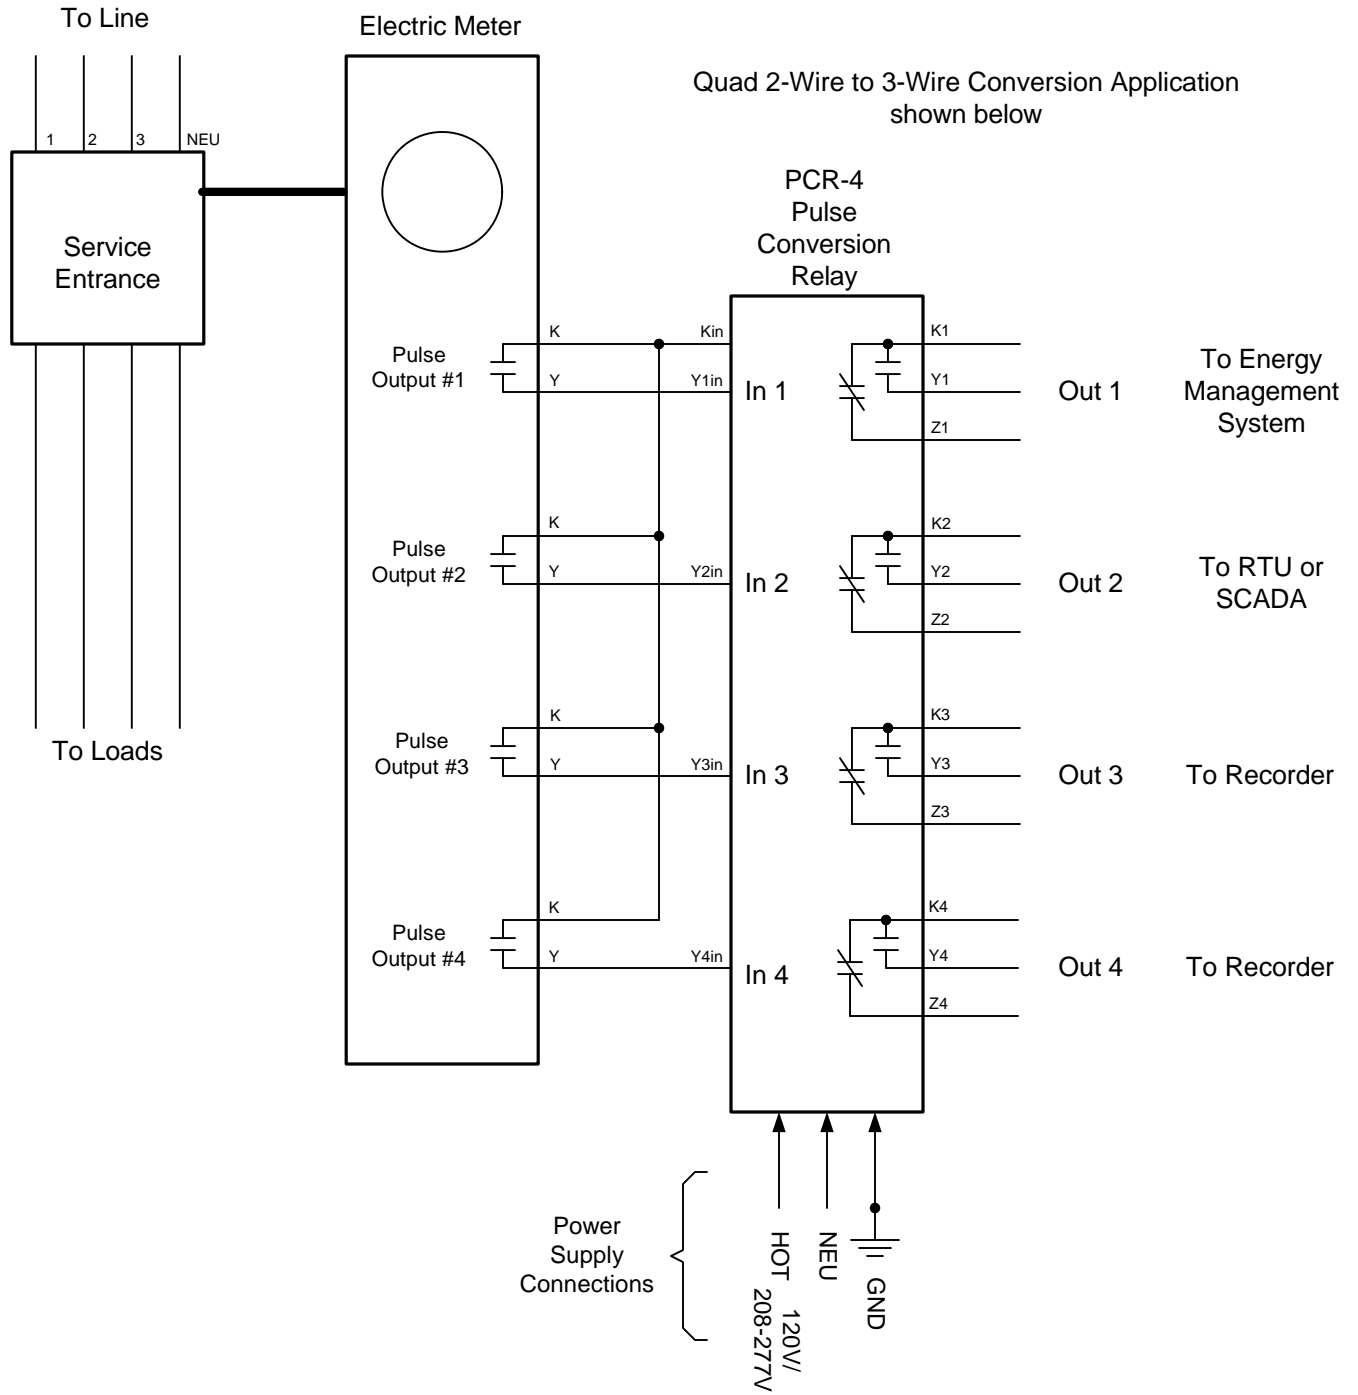 To Line
Electric Meter
Quad 2-Wire to 3-Wire Conversion Application
shown below
1
2
3
NEU
Service
Entrance
To Loads
PCR-4
Pulse
Conversion
Relay
Pulse
Output #1
K
Y
Kin
Y1in
In 1
K1
Y1
Z1
Out 1
To Energy
Management
System
Pulse
Output #2
K
Y
Y2in
In 2
K2
Y2
Z2
Out 2
To RTU or
SCADA
Pulse
Output #3
K
Y
Y3in
In 3
K3
Y3
Z3
Out 3
To Recorder
Pulse
Output #4
K
Y
Y4in
In 4
K4
Y4
Z4
Out 4
To Recorder
Power
Supply
Connections
HOT
NEU
GND
120V/
208-277V